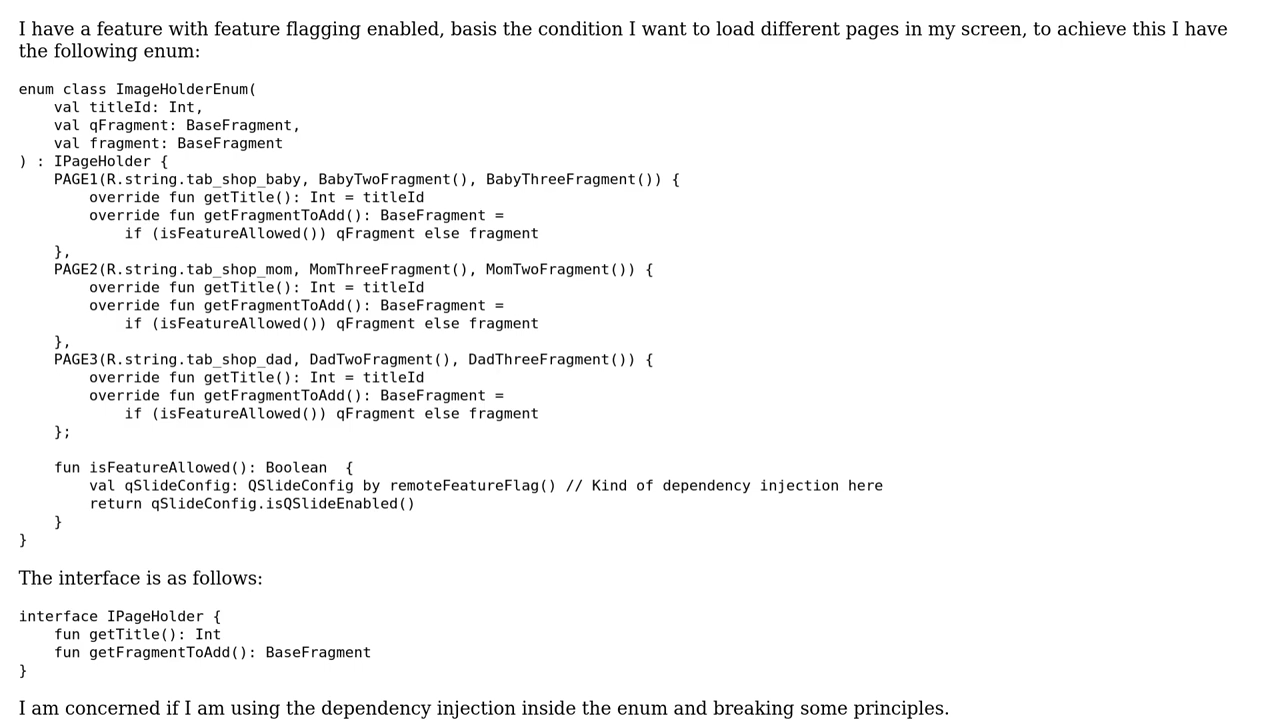 I have a feature with feature flagging enabled, basis the condition I want to load different pages in my screen, to achieve this I have
the following enum:
enum class ImageHolderEnum(
    val titleId: Int,
    val qFragment: BaseFragment,
    val fragment: BaseFragment
) : IPageHolder {
    PAGE1(R.string.tab_shop_baby, BabyTwoFragment(), BabyThreeFragment()) {
        override fun getTitle(): Int = titleId
        override fun getFragmentToAdd(): BaseFragment =
            if (isFeatureAllowed()) qFragment else fragment
    },
    PAGE2(R.string.tab_shop_mom, MomThreeFragment(), MomTwoFragment()) {
        override fun getTitle(): Int = titleId
        override fun getFragmentToAdd(): BaseFragment =
            if (isFeatureAllowed()) qFragment else fragment
    },
    PAGE3(R.string.tab_shop_dad, DadTwoFragment(), DadThreeFragment()) {
        override fun getTitle(): Int = titleId
        override fun getFragmentToAdd(): BaseFragment =
            if (isFeatureAllowed()) qFragment else fragment
    };
    fun isFeatureAllowed(): Boolean  {
        val qSlideConfig: QSlideConfig by remoteFeatureFlag() // Kind of dependency injection here
        return qSlideConfig.isQSlideEnabled()
    }
}
The interface is as follows:
interface IPageHolder {
    fun getTitle(): Int
    fun getFragmentToAdd(): BaseFragment
}
I am concerned if I am using the dependency injection inside the enum and breaking some principles.